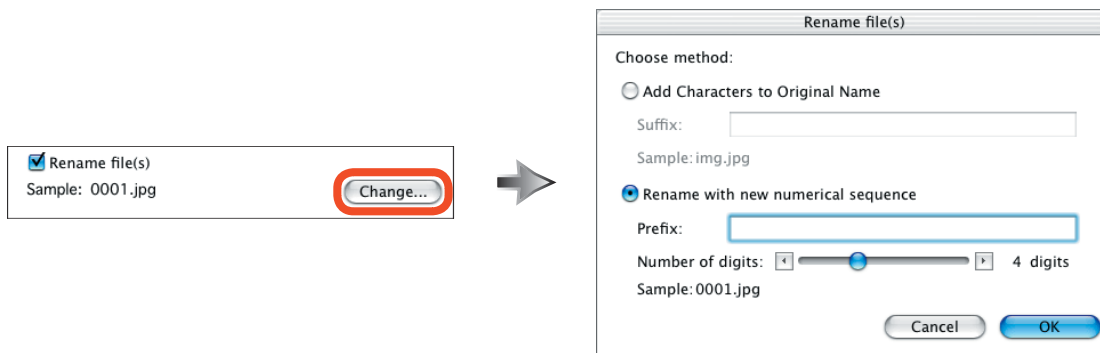 Rename file(s)
Sample: 0001.jpg
Change...
Rename file(s)
Choose method:
Add Characters to Original Name
Suffix:
Sample: img.jpg
Rename with new numerical sequence
Prefix:
Number of digits: 4 digits
Sample: 0001.jpg
Cancel OK